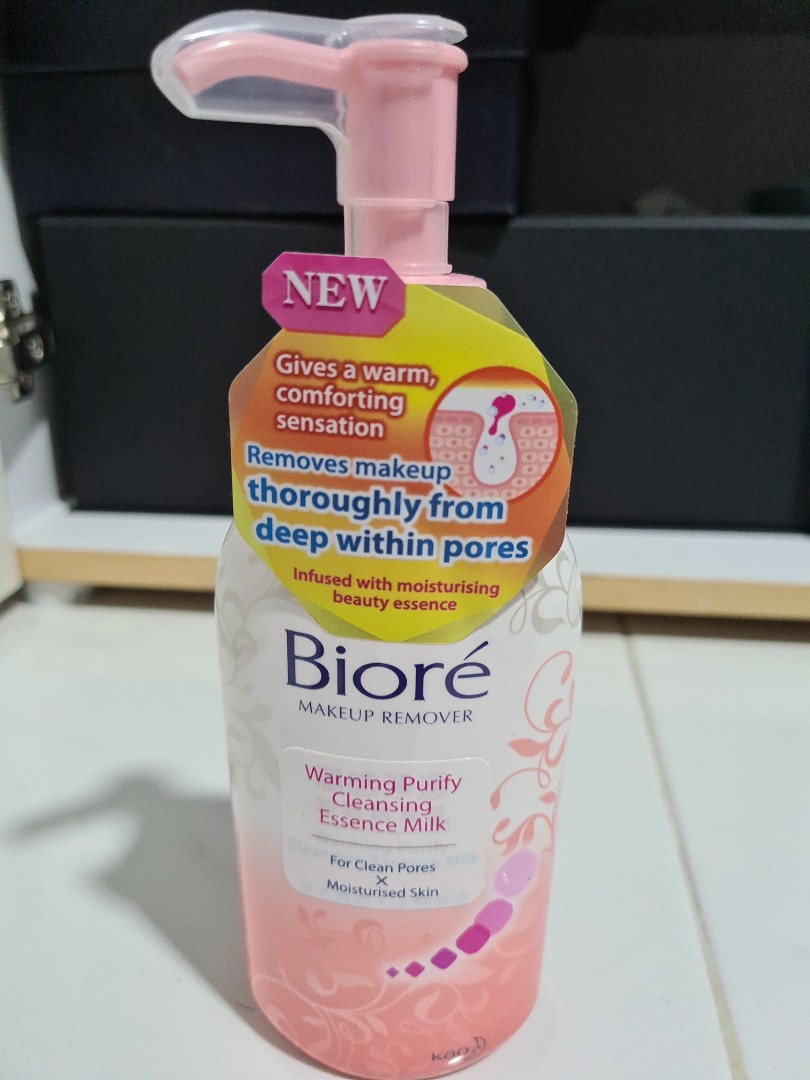 NEW
Gives a warm,
comforting
sensation
Removes makeup
thoroughly from
deep within pores
Infused with moisturising
beauty essence
Bioré
MAKEUP REMOVER
Warming Purify
Cleansing
Essence Milk
For Clean Pores
×
Moisturised Skin
Kao